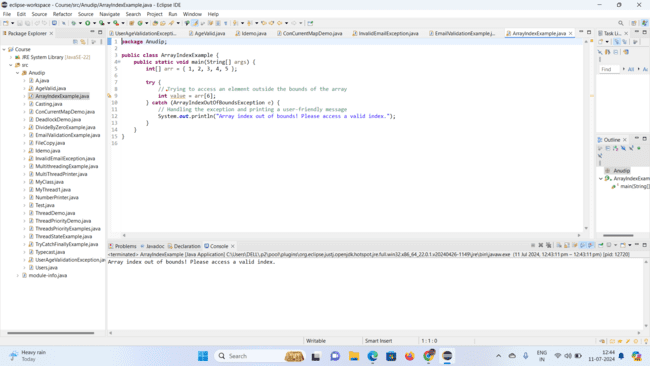 eclipse-workspace - Course/src/Anudip/ArrayIndexExample.java - Eclipse IDE
File Edit Source Refactor Source Navigate Search Project Run Window Help
Package Explorer
UserAgeValidationExcep...
AgeValid.java
Idemo.java
ConCurrentMapDemo.java
InvalidEmailException.java
EmailValidationExample...
ArrayIndexExample.java
Task Li...
Course
JRE System Library [JavaSE-22]
src
Anudip
A.java
AgeValid.java
ArrayIndexExample.java
Casting.java
ConCurrentMapDemo.java
DeadlockDemo.java
DivideByZeroExample.java
EmailValidationExample.java
FileCopy.java
Idemo.java
InvalidEmailException.java
MultithreadingExample.java
MultiThreadPrinter.java
MyClass.java
MyThread1.java
NumberPrinter.java
Test.java
ThreadDemo.java
ThreadPriorityDemo.java
ThreadsPriorityExamples.java
ThreadStateExample.java
TryCatchFinallyExample.java
Typecast.java
UserAgeValidationException.jav
Users.java
module-info.java
1 package Anudip;
2
3 public class ArrayIndexExample {
4 public static void main(String[] args) {
5 int[] arr = { 1, 2, 3, 4, 5 };
6
7 try {
8 // Trying to access an element outside the bounds of the array
9 int value = arr[6];
10 } catch (ArrayIndexOutOfBoundsException e) {
11 // Handling the exception and printing a user-friendly message
12 System.out.println("Array index out of bounds! Please access a valid index.");
13 }
14 }
15 }
16
Find
All
Outline
Anudip
ArrayIndexExam
main(String[]
Problems Javadoc Declaration Console
<terminated> ArrayIndexExample [Java Application] C:\Users\DELL\.p2\pool\plugins\org.eclipse.justj.openjdk.hotspot.jre.full.win32.x86_64_22.0.1.v20240426-1149\jre\bin\javaw.exe (11 Jul 2024, 12:43:11 pm – 12:43:11 pm) [pid: 12720]
Array index out of bounds! Please access a valid index.
Writable Smart Insert 1 : 1 : 0
Heavy rain
Today
Search
ENG
IN
12:44
11-07-2024